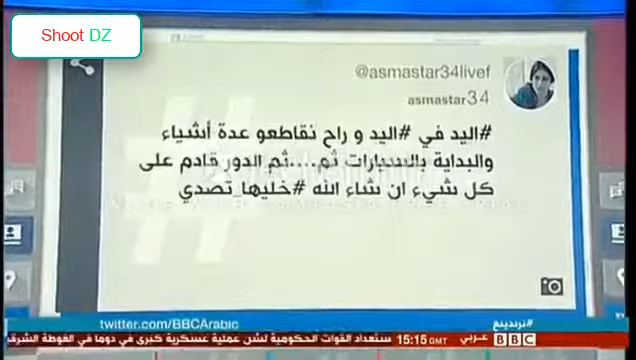 Shoot DZ
@asmastar34livef
asmastar34
#اليد في #اليد و راح نقاطعو عدة أشياء
والبداية بالسيارات ثم....ثم الدور قادم على
كل شيء ان شاء الله #خليها_تصدي
twitter.com/BBCArabic
#ترندينغ
ستعداد القوات الحكومية لشن عملية عسكرية كبرى في دوما في الغوطة الشرق
15:15 GMT
عربي BBC